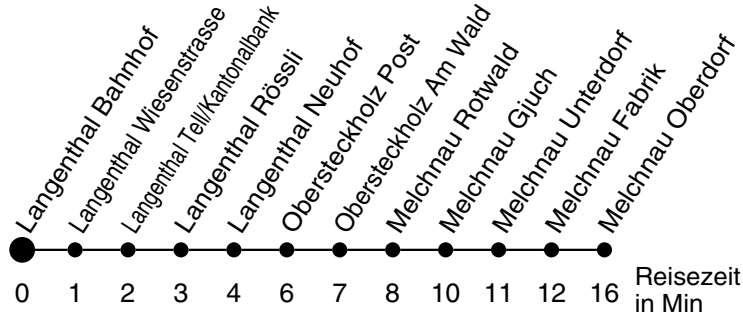 Langenthal Bahnhof
Langenthal Wiesenstrasse
Langenthal Tell/Kantonalbank
Langenthal Rössli
Langenthal Neuhof
Obersteckholz Post
Obersteckholz Am Wald
Melchnau Rotwald
Melchnau Gjuch
Melchnau Unterdorf
Melchnau Fabrik
Melchnau Oberdorf
0 1 2 3 4 6 7 8 10 11 12 16
Reisezeit
in Min